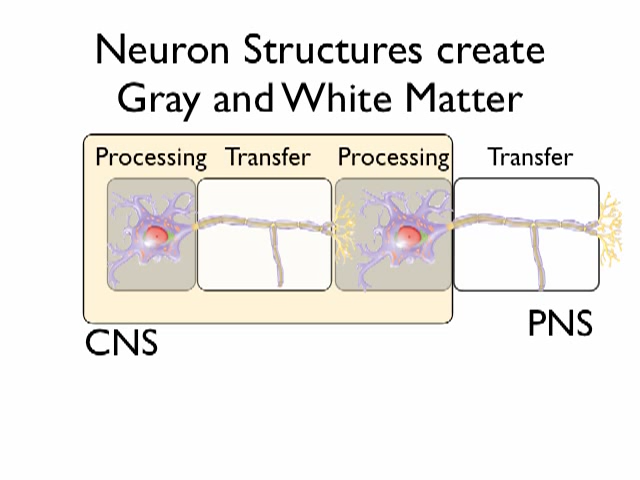 Neuron Structures create
Gray and White Matter
Processing Transfer Processing Transfer
CNS
PNS